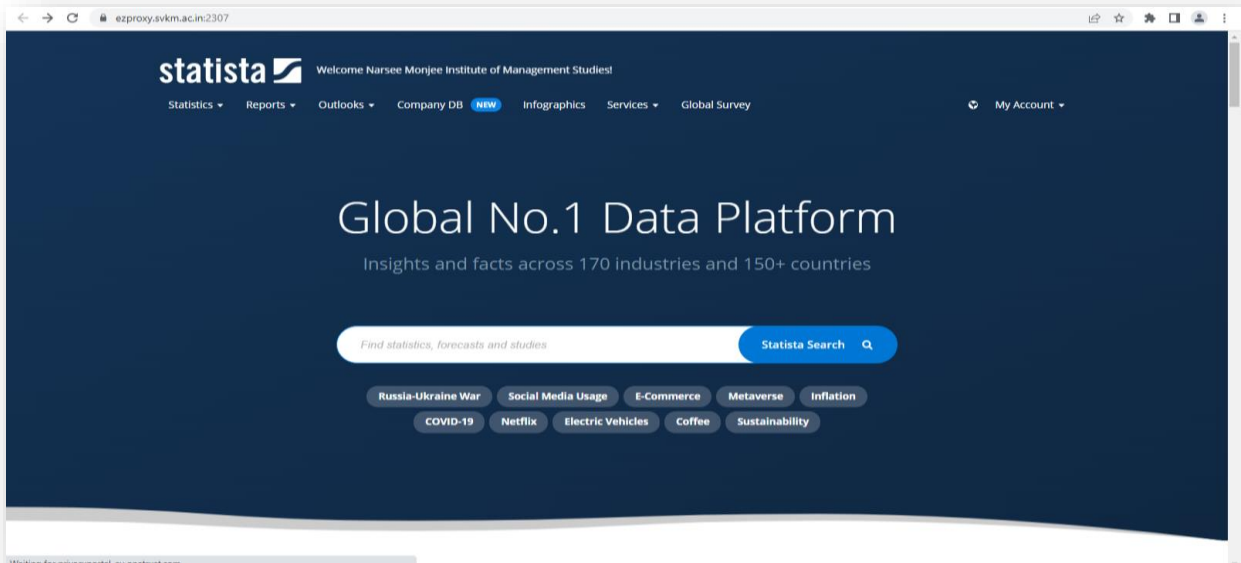 ezproxy.svkm.ac.in:2307
statista Welcome Narsee Monjee Institute of Management Studies!
Statistics Reports Outlooks Company DB NEW Infographics Services Global Survey My Account
Global No.1 Data Platform
Insights and facts across 170 industries and 150+ countries
Find statistics, forecasts and studies Statista Search
Russia-Ukraine War Social Media Usage E-Commerce Metaverse Inflation
COVID-19 Netflix Electric Vehicles Coffee Sustainability